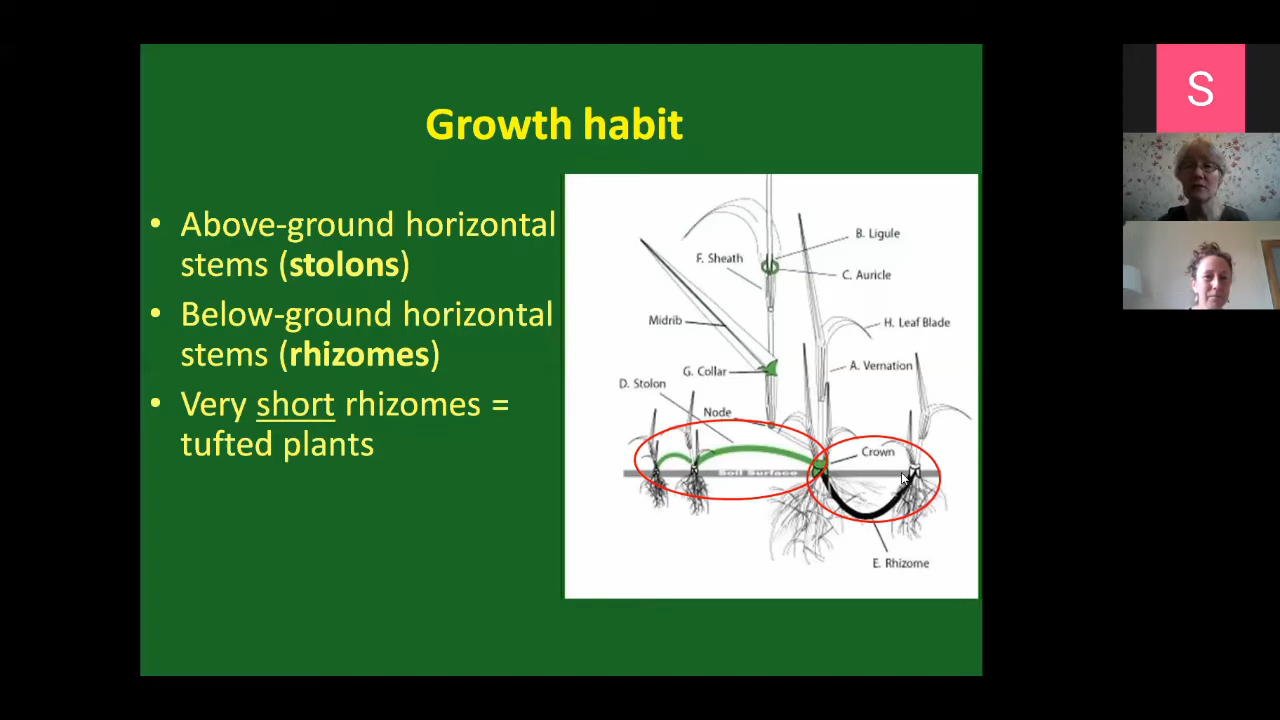 Growth habit
• Above-ground horizontal
stems (stolons)
• Below-ground horizontal
stems (rhizomes)
• Very short rhizomes =
tufted plants
B. Ligule
F. Sheath
C. Auricle
Midrib
H. Leaf Blade
G. Collar
A. Vernation
D. Stolon
Node
Crown
Soil Surface
E. Rhizome
S